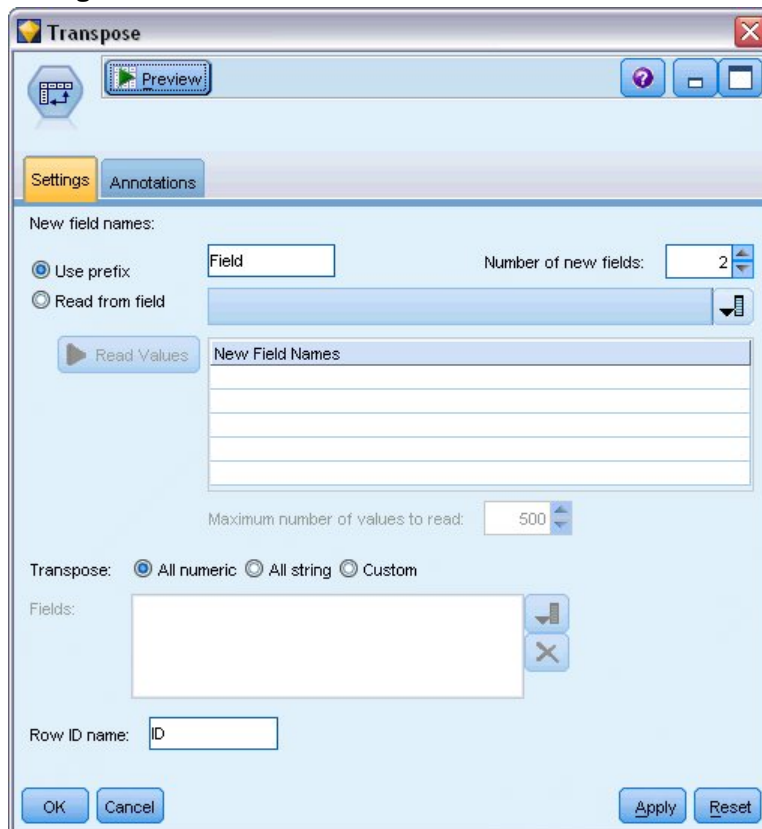 Transpose
Preview
Settings Annotations
New field names:
Use prefix Field Number of new fields: 2
Read from field
Read Values New Field Names
Maximum number of values to read: 500
Transpose: All numeric All string Custom
Fields:
Row ID name: ID
OK Cancel Apply Reset